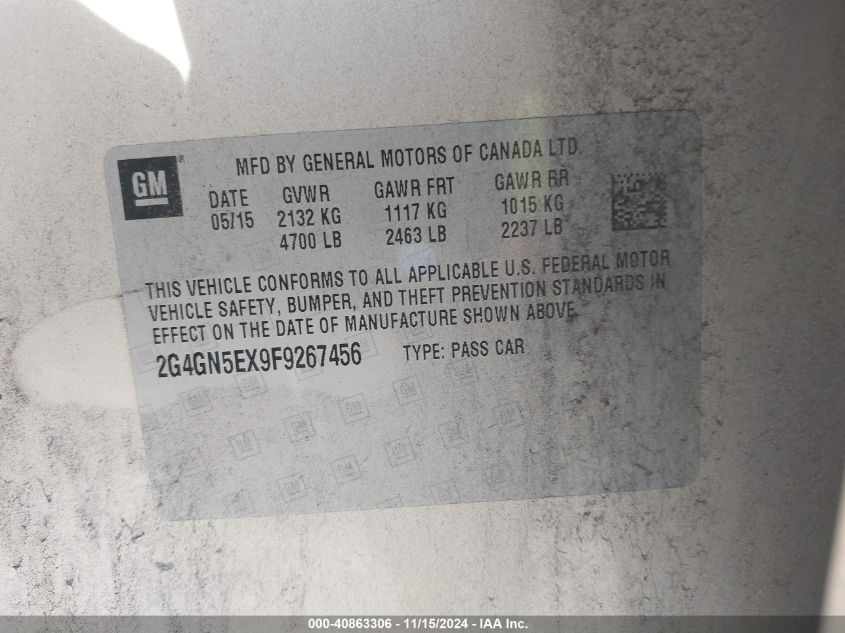 GM ®
MFD BY GENERAL MOTORS OF CANADA LTD.
DATE GVWR GAWR FRT GAWR RR
05/15 2132 KG 1117 KG 1015 KG
4700 LB 2463 LB 2237 LB
THIS VEHICLE CONFORMS TO ALL APPLICABLE U.S. FEDERAL MOTOR
VEHICLE SAFETY, BUMPER, AND THEFT PREVENTION STANDARDS IN
EFFECT ON THE DATE OF MANUFACTURE SHOWN ABOVE.
2G4GN5EX9F9267456 TYPE: PASS CAR
000-40863306 - 11/15/2024 - IAA Inc.